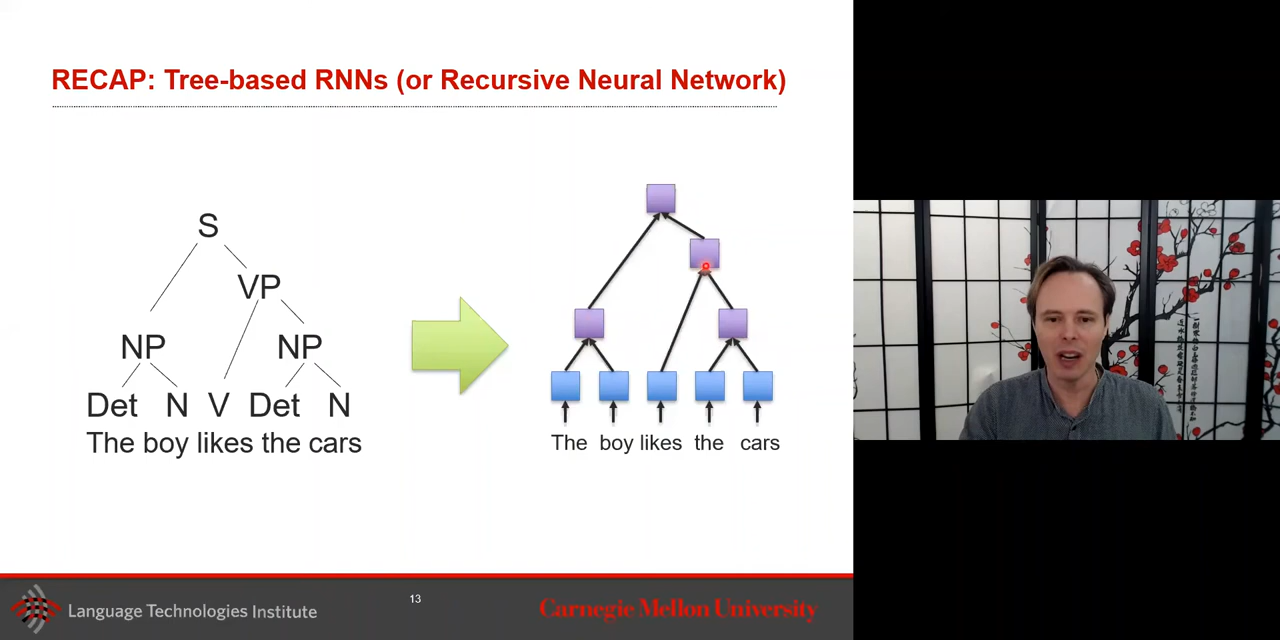 RECAP: Tree-based RNNs (or Recursive Neural Network)
S
VP
NP NP
Det N V Det N
The boy likes the cars
The boy likes the cars
13
Language Technologies Institute
Carnegie Mellon University